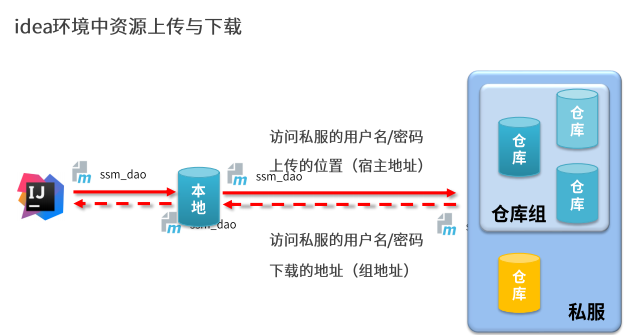 idea环境中资源上传与下载
访问私服的用户名/密码
上传的位置（宿主地址）
ssm_dao
ssm_dao
IJ
本地
ssm_dao
访问私服的用户名/密码
下载的地址（组地址）
仓库
仓库
仓库
仓库组
仓库
私服